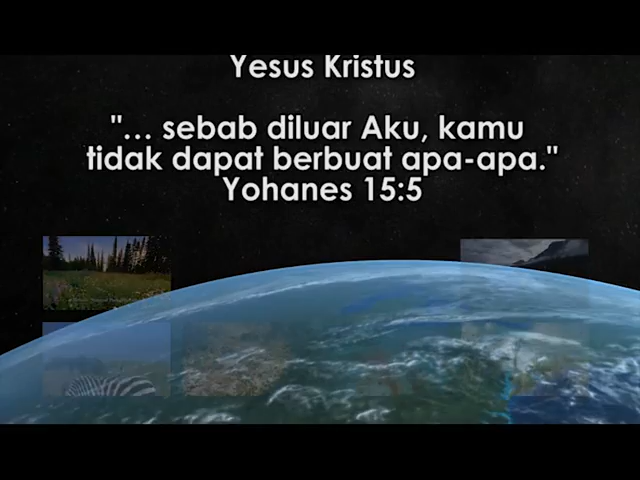 Yesus Kristus
"... sebab diluar Aku, kamu
tidak dapat berbuat apa-apa."
Yohanes 15:5